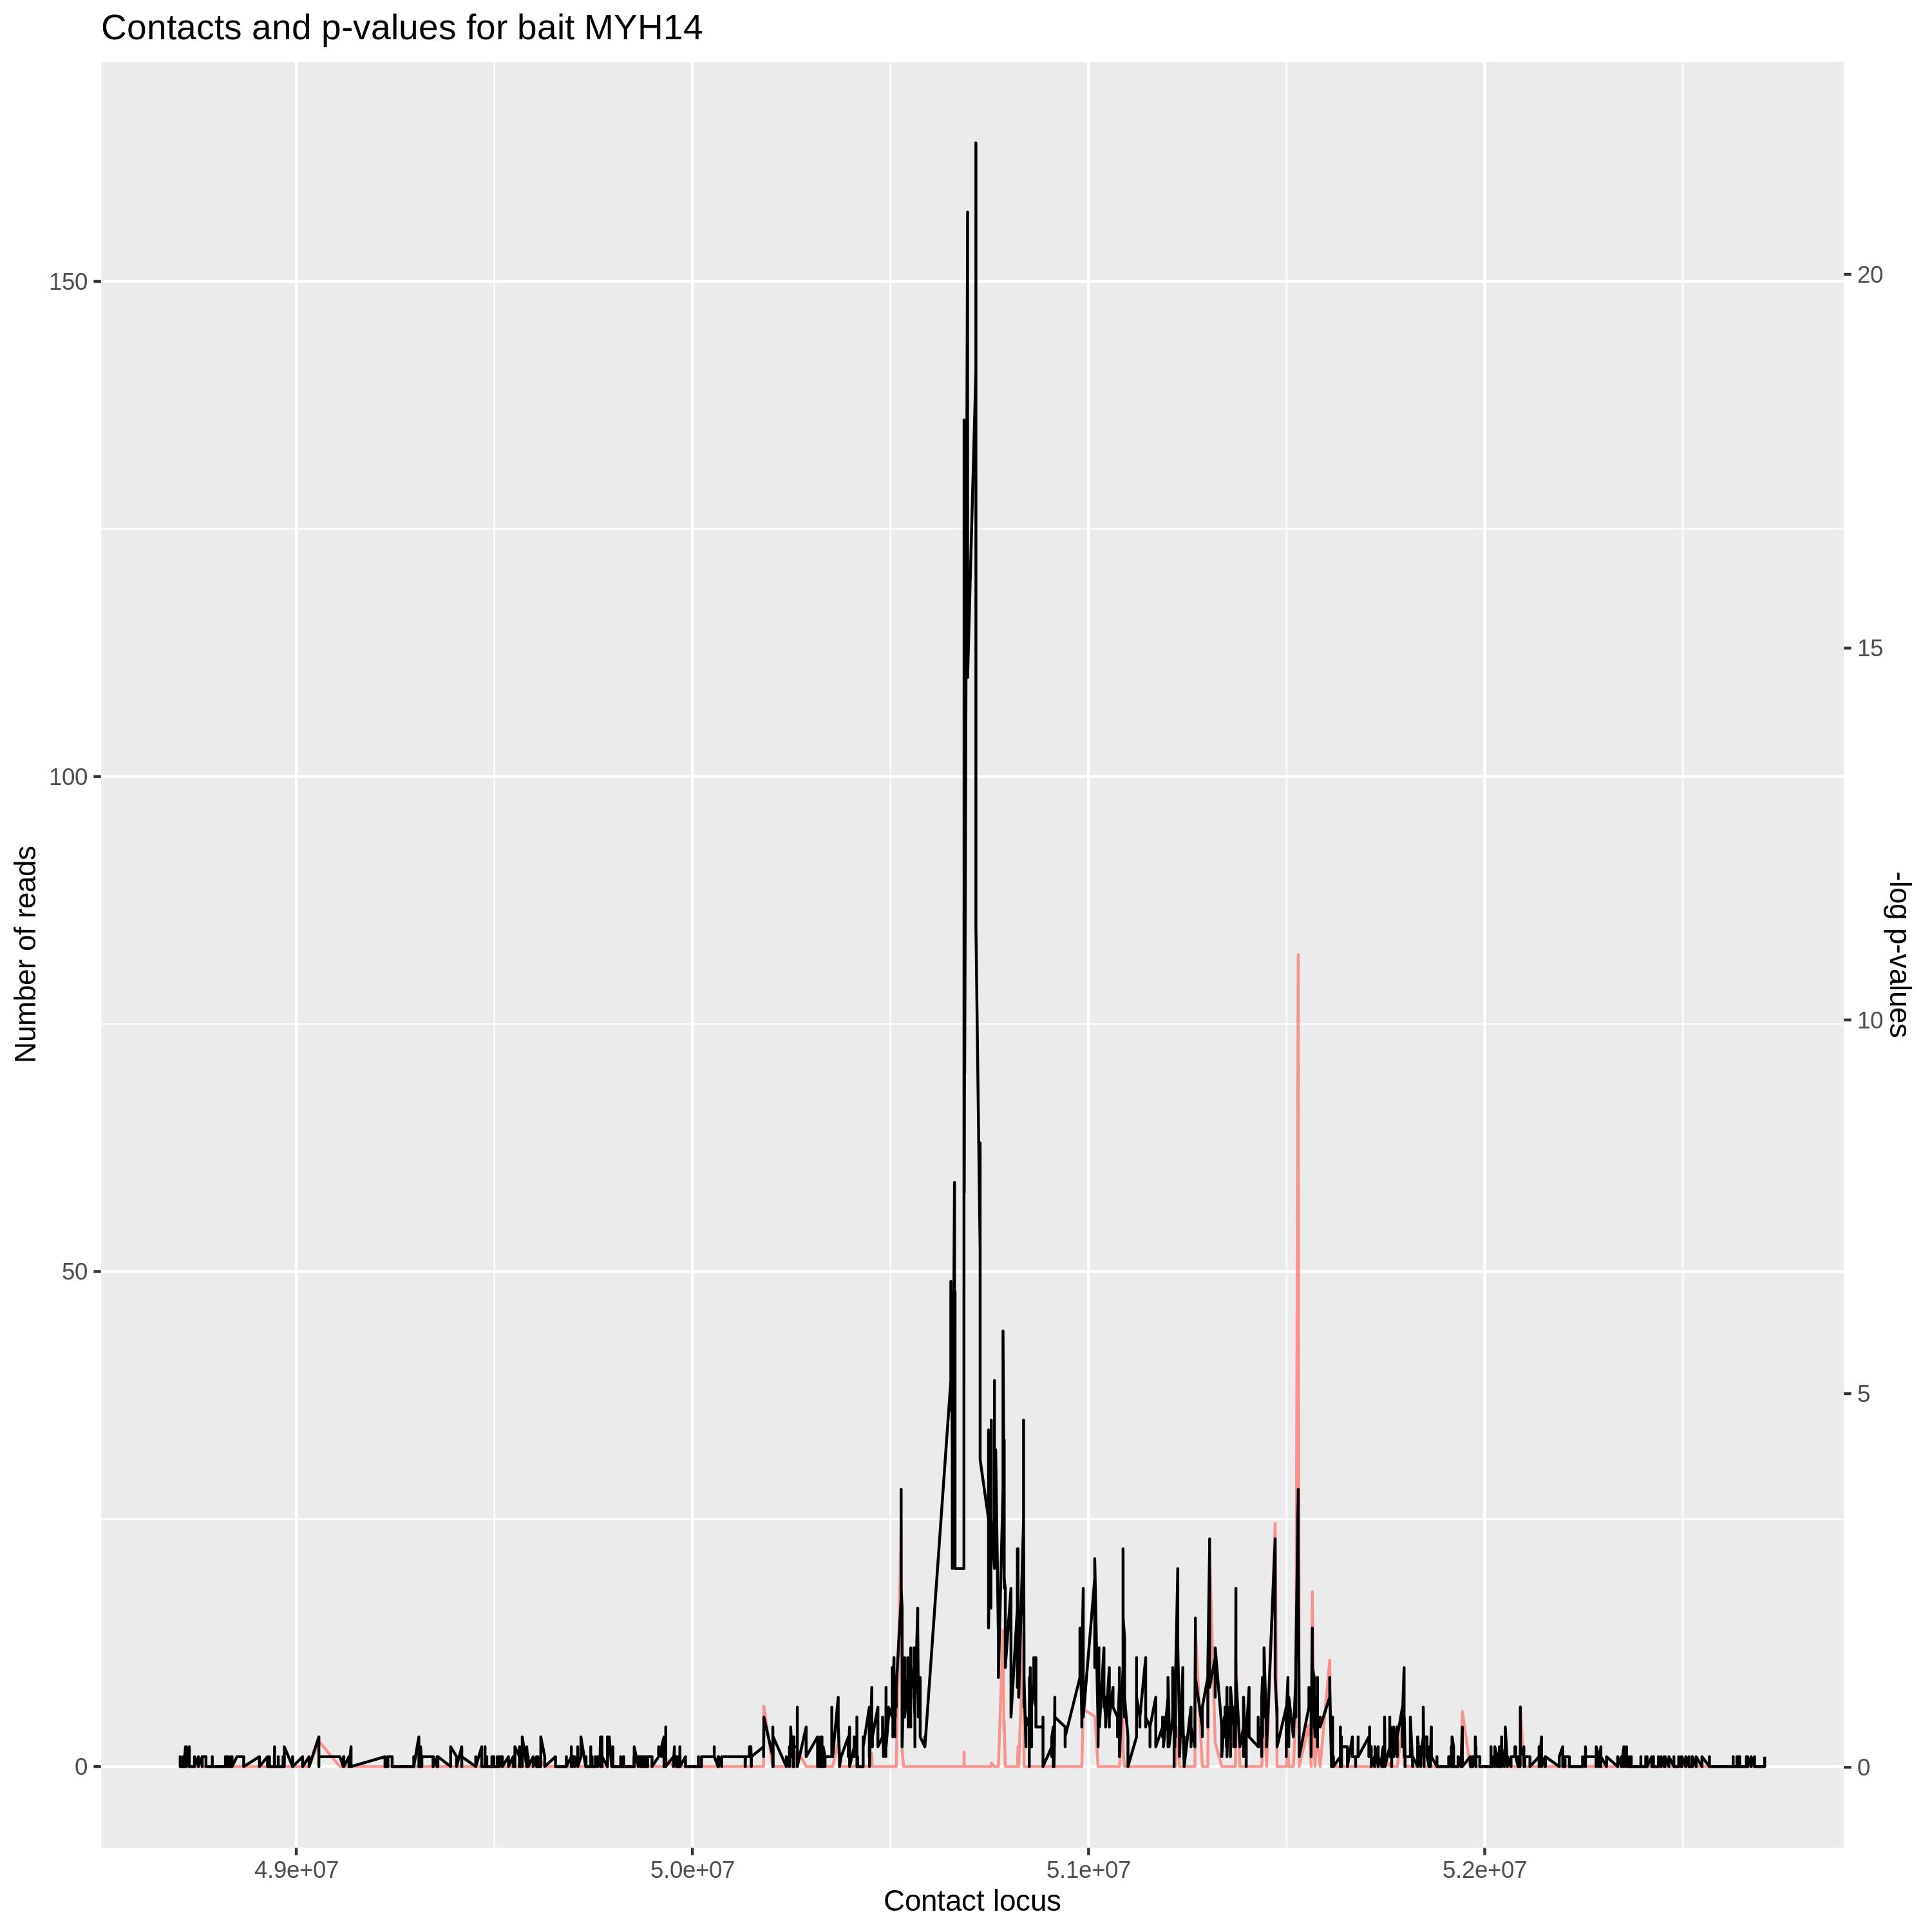 Contacts and p-values for bait MYH14
150
100
50
0
Number of reads
20
15
10
5
0
-log p-values
4.9e+07
5.0e+07
5.1e+07
5.2e+07
Contact locus